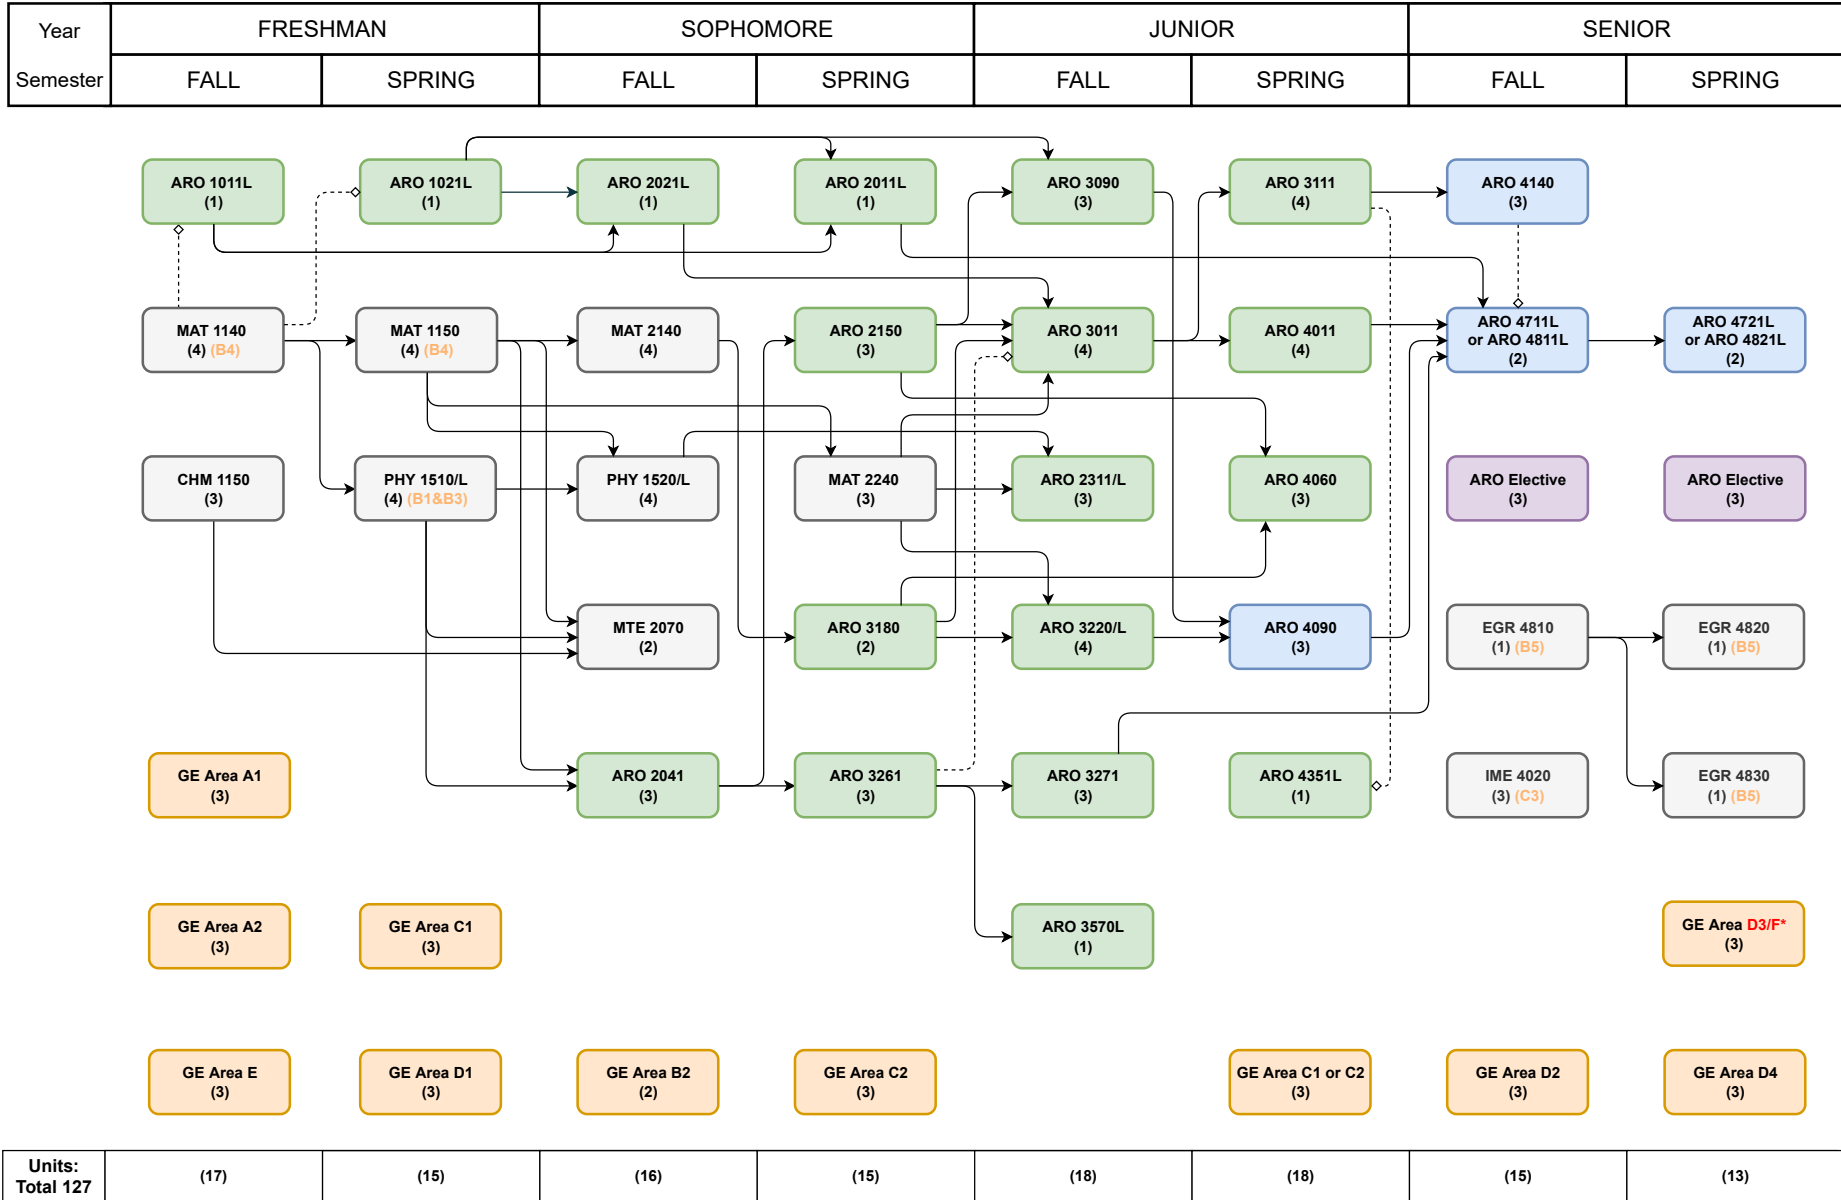 Year
FRESHMAN
SOPHOMORE
JUNIOR
SENIOR
Semester
FALL
SPRING
FALL
SPRING
FALL
SPRING
FALL
SPRING
ARO 1011L
(1)
ARO 1021L
(1)
ARO 2021L
(1)
ARO 2011L
(1)
ARO 3090
(3)
ARO 3111
(4)
ARO 4140
(3)
MAT 1140
(4) (B4)
MAT 1150
(4) (B4)
MAT 2140
(4)
ARO 2150
(3)
ARO 3011
(4)
ARO 4011
(4)
ARO 4711L
or ARO 4811L
(2)
ARO 4721L
or ARO 4821L
(2)
CHM 1150
(3)
PHY 1510/L
(4) (B1&B3)
PHY 1520/L
(4)
MAT 2240
(3)
ARO 2311/L
(3)
ARO 4060
(3)
ARO Elective
(3)
ARO Elective
(3)
MTE 2070
(2)
ARO 3180
(2)
ARO 3220/L
(4)
ARO 4090
(3)
EGR 4810
(1) (B5)
EGR 4820
(1) (B5)
GE Area A1
(3)
ARO 2041
(3)
ARO 3261
(3)
ARO 3271
(3)
ARO 4351L
(1)
IME 4020
(3) (C3)
EGR 4830
(1) (B5)
GE Area A2
(3)
GE Area C1
(3)
ARO 3570L
(1)
GE Area D3/F*
(3)
GE Area E
(3)
GE Area D1
(3)
GE Area B2
(2)
GE Area C2
(3)
GE Area C1 or C2
(3)
GE Area D2
(3)
GE Area D4
(3)
Units:
Total 127
(17)
(15)
(16)
(15)
(18)
(18)
(15)
(13)